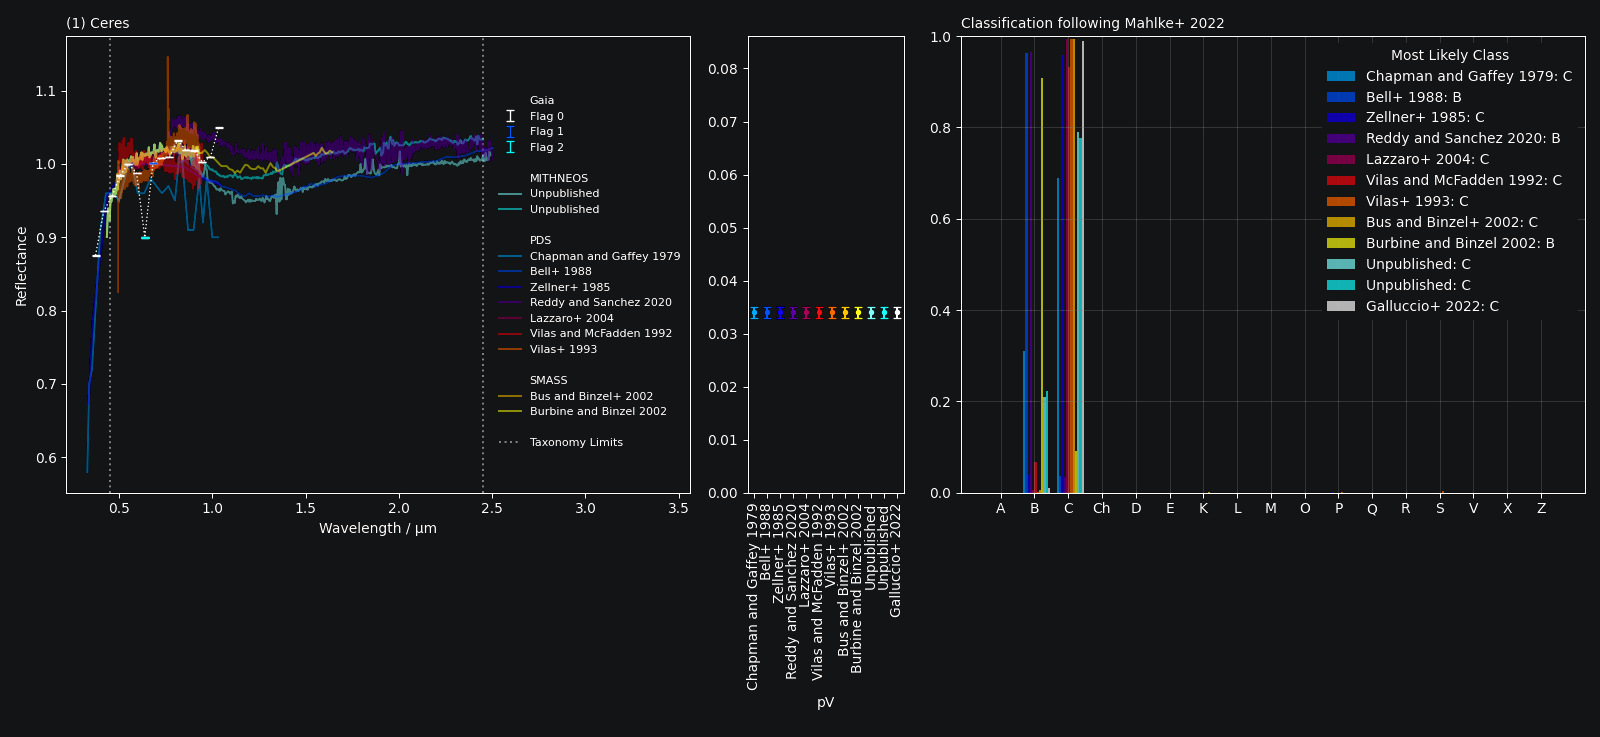 (1) Ceres
Reflectance
1.1
1.0
0.9
0.8
0.7
0.6
0.5
1.0
1.5
2.0
2.5
3.0
3.5
Wavelength / μm
Gaia
Flag 0
Flag 1
Flag 2
MITHNEOS
Unpublished
Unpublished
PDS
Chapman and Gaffey 1979
Bell+ 1988
Zellner+ 1985
Reddy and Sanchez 2020
Lazzaro+ 2004
Vilas and McFadden 1992
Vilas+ 1993
SMASS
Bus and Binzel+ 2002
Burbine and Binzel 2002
Taxonomy Limits
0.08
0.07
0.06
0.05
0.04
0.03
0.02
0.01
0.00
Chapman and Gaffey 1979
Bell+ 1988
Zellner+ 1985
Reddy and Sanchez 2020
Lazzaro+ 2004
Vilas and McFadden 1992
Vilas+ 1993
Bus and Binzel+ 2002
Burbine and Binzel 2002
Unpublished
Unpublished
Galluccio+ 2022
pV
Classification following Mahlke+ 2022
1.0
0.8
0.6
0.4
0.2
0.0
A B C Ch D E K L M O P Q R S V X Z
Most Likely Class
Chapman and Gaffey 1979: C
Bell+ 1988: B
Zellner+ 1985: C
Reddy and Sanchez 2020: B
Lazzaro+ 2004: C
Vilas and McFadden 1992: C
Vilas+ 1993: C
Bus and Binzel+ 2002: C
Burbine and Binzel 2002: B
Unpublished: C
Unpublished: C
Galluccio+ 2022: C